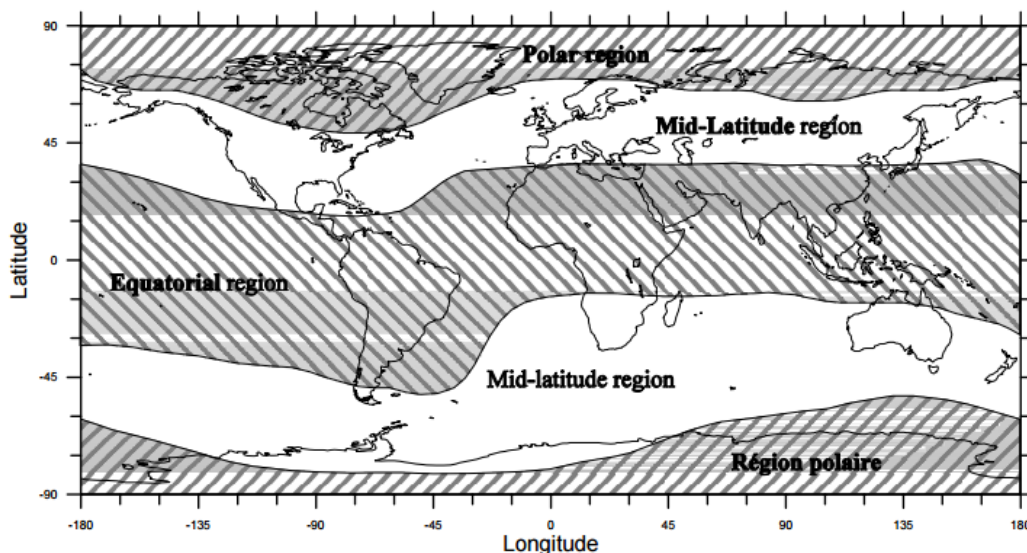 90
Polar region
Mid-Latitude region
45
Latitude
0
Equatorial region
Mid-latitude region
-45
Région polaire
-90
-180 -135 -90 -45 0 45 90 135 180
Longitude